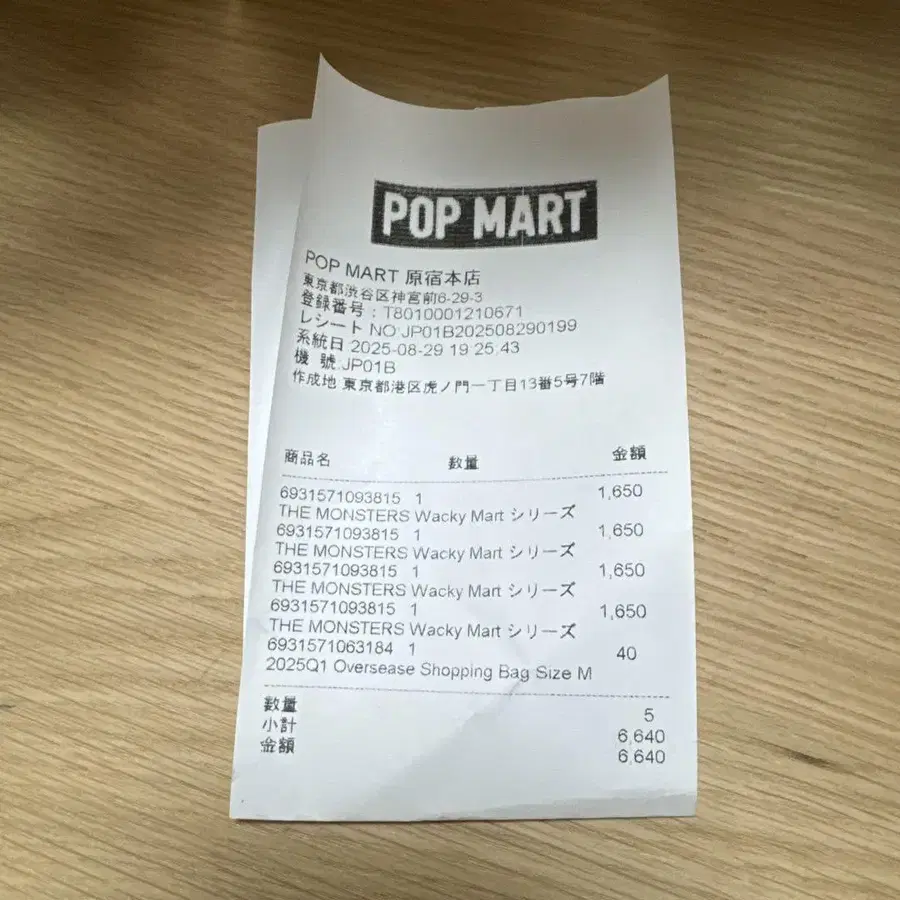 POP MART
POP MART 原宿本店
東京都渋谷区神宮前6-29-3
登録番号：T8010001210671
レシート NO:JP01B202508290199
系統日 2025-08-29 19:25:43
機 號:JP01B
作成地 東京都港区虎ノ門一丁目13番5号7階
商品名 数量 金額
6931571093815 1 1,650
THE MONSTERS Wacky Mart シリーズ
6931571093815 1 1,650
THE MONSTERS Wacky Mart シリーズ
6931571093815 1 1,650
THE MONSTERS Wacky Mart シリーズ
6931571093815 1 1,650
THE MONSTERS Wacky Mart シリーズ
6931571063184 1 40
2025Q1 Oversease Shopping Bag Size M
数量 5
小計 6,640
金額 6,640